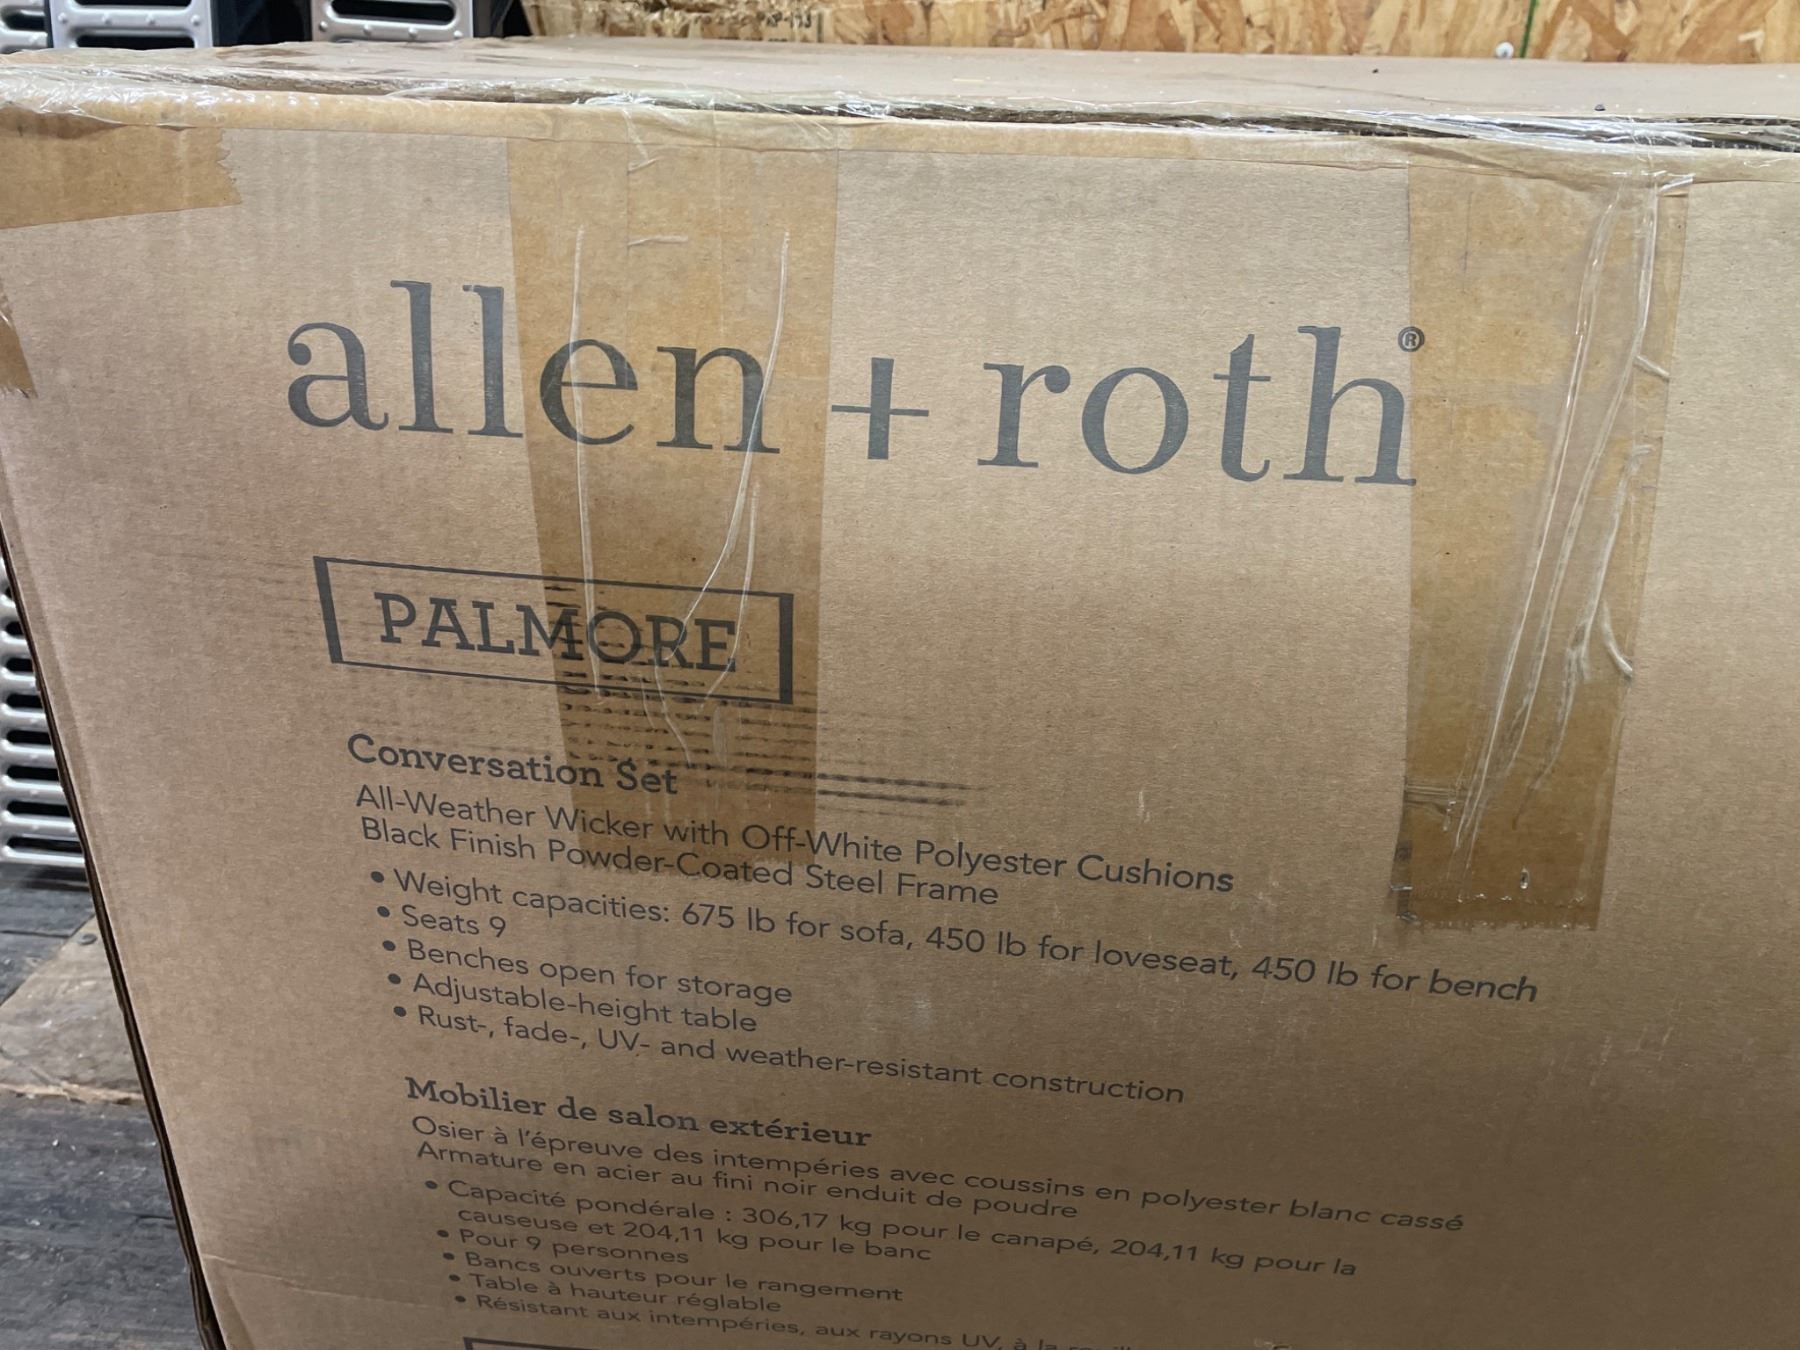 allen + roth®
PALMORE
Conversation Set
All-Weather Wicker with Off-White Polyester Cushions
Black Finish Powder-Coated Steel Frame
• Weight capacities: 675 lb for sofa, 450 lb for loveseat, 450 lb for bench
• Seats 9
• Benches open for storage
• Adjustable-height table
• Rust-, fade-, UV- and weather-resistant construction
Mobilier de salon extérieur
Osier à l'épreuve des intempéries avec coussins en polyester blanc cassé
Armature en acier au fini noir enduit de poudre
• Capacité pondérale : 306,17 kg pour le canapé, 204,11 kg pour la
causeuse et 204,11 kg pour le banc
• Pour 9 personnes
• Bancs ouverts pour le rangement
• Table à hauteur réglable
• Résistant aux intempéries, aux rayons UV, à la